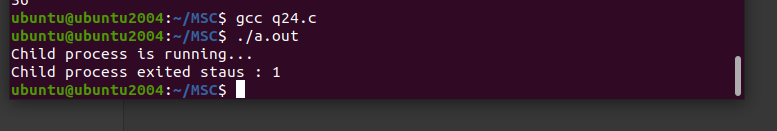 ubuntu@ubuntu2004:~/MSC$ gcc q24.c
ubuntu@ubuntu2004:~/MSC$ ./a.out
Child process is running...
Child process exited staus : 1
ubuntu@ubuntu2004:~/MSC$